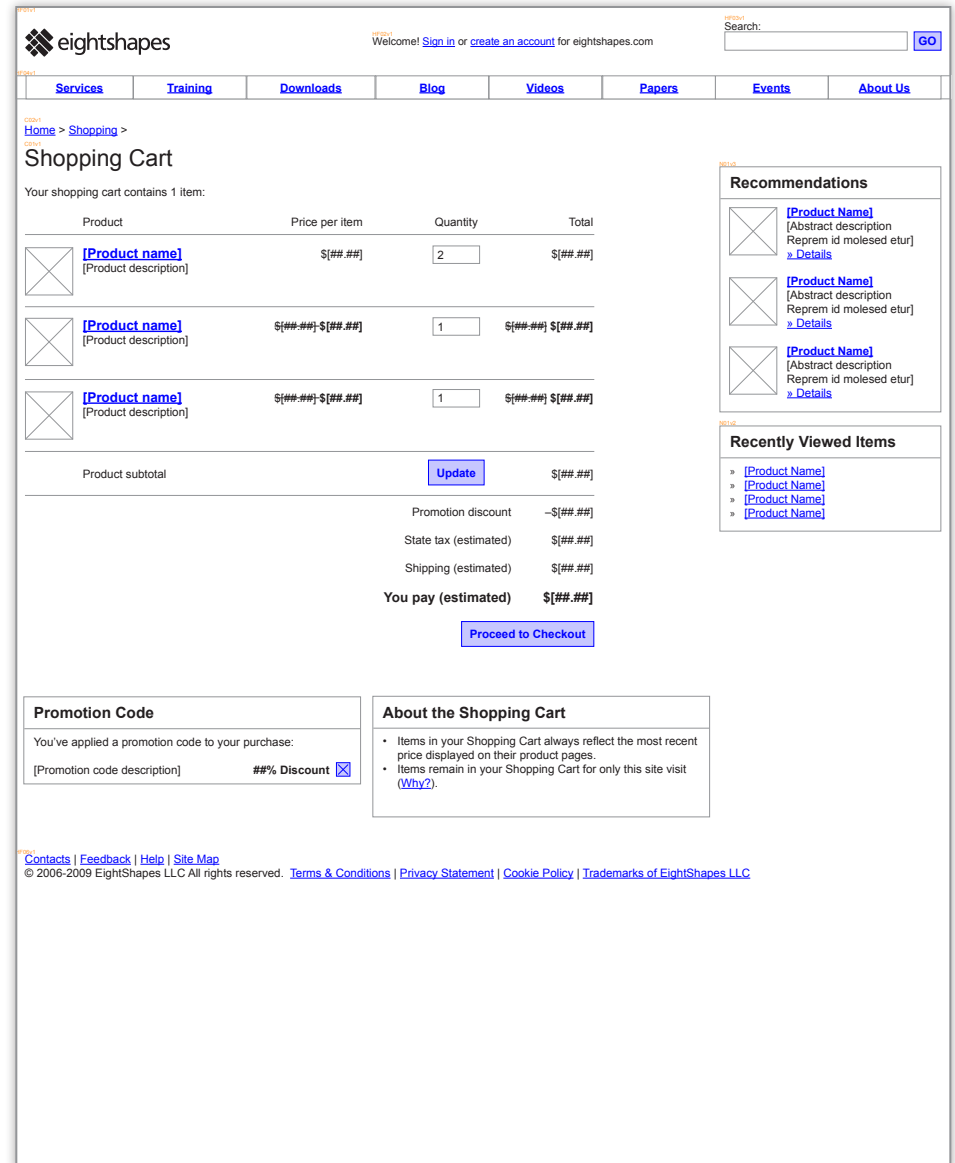 HF01v1
eightshapes
HF02v1
Welcome! Sign in or create an account for eightshapes.com
HF03v1
Search:
GO
HF04v1
Services Training Downloads Blog Videos Papers Events About Us
C02v1
Home > Shopping >
C01v1
Shopping Cart
Your shopping cart contains 1 item:
Product Price per item Quantity Total
[Product name] $[##.##] 2 $[##.##]
[Product description]
[Product name] $[##.##] $[##.##] 1 $[##.##] $[##.##]
[Product description]
[Product name] $[##.##] $[##.##] 1 $[##.##] $[##.##]
[Product description]
Product subtotal Update $[##.##]
Promotion discount –$[##.##]
State tax (estimated) $[##.##]
Shipping (estimated) $[##.##]
You pay (estimated) $[##.##]
Proceed to Checkout
N01v3
Recommendations
[Product Name]
[Abstract description
Reprem id molesed etur]
» Details
[Product Name]
[Abstract description
Reprem id molesed etur]
» Details
[Product Name]
[Abstract description
Reprem id molesed etur]
» Details
N01v2
Recently Viewed Items
» [Product Name]
» [Product Name]
» [Product Name]
» [Product Name]
Promotion Code
You've applied a promotion code to your purchase:
[Promotion code description] ##% Discount
About the Shopping Cart
• Items in your Shopping Cart always reflect the most recent
price displayed on their product pages.
• Items remain in your Shopping Cart for only this site visit
(Why?).
Contacts | Feedback | Help | Site Map
© 2006-2009 EightShapes LLC All rights reserved. Terms & Conditions | Privacy Statement | Cookie Policy | Trademarks of EightShapes LLC